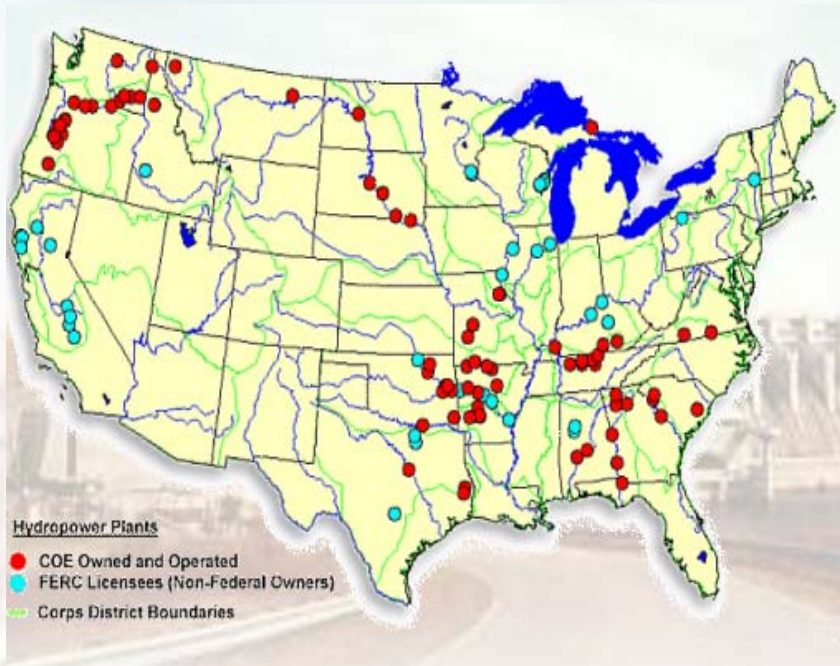 Hydropower Plants
COE Owned and Operated
FERC Licensees (Non-Federal Owners)
Corps District Boundaries